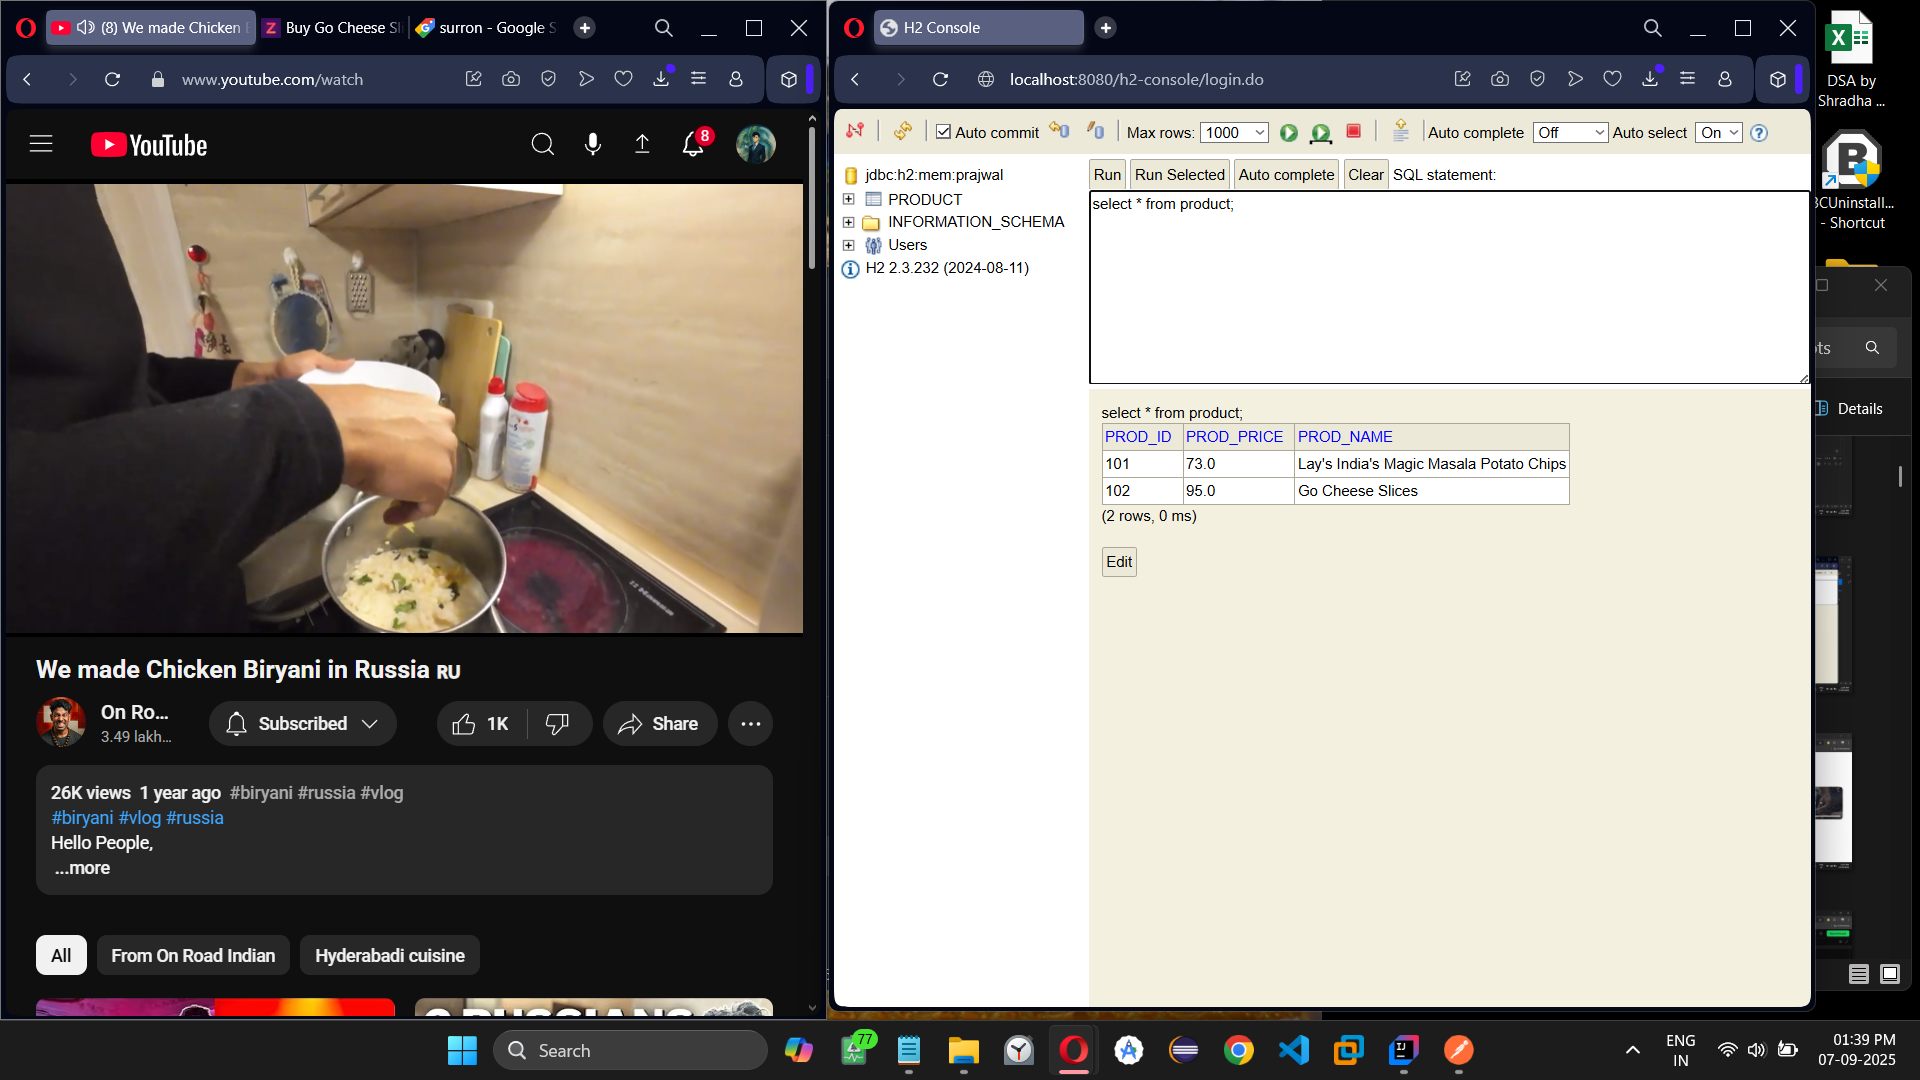 (8) We made Chicken
Buy Go Cheese Sli
surron - Google S
www.youtube.com/watch
YouTube
8
We made Chicken Biryani in Russia RU
On Ro...
3.49 lakh...
Subscribed
1K
Share
26K views 1 year ago #biryani #russia #vlog
#biryani #vlog #russia
Hello People,
...more
All
From On Road Indian
Hyderabadi cuisine
H2 Console
localhost:8080/h2-console/login.do
Auto commit
Max rows: 1000
Auto complete Off
Auto select On
jdbc:h2:mem:prajwal
PRODUCT
INFORMATION_SCHEMA
Users
H2 2.3.232 (2024-08-11)
Run
Run Selected
Auto complete
Clear
SQL statement:
select * from product;
select * from product;
PROD_ID PROD_PRICE PROD_NAME
101 73.0 Lay's India's Magic Masala Potato Chips
102 95.0 Go Cheese Slices
(2 rows, 0 ms)
Edit
DSA by
Shradha ...
BCUninstall...
- Shortcut
Details
Search
77
ENG
IN
01:39 PM
07-09-2025